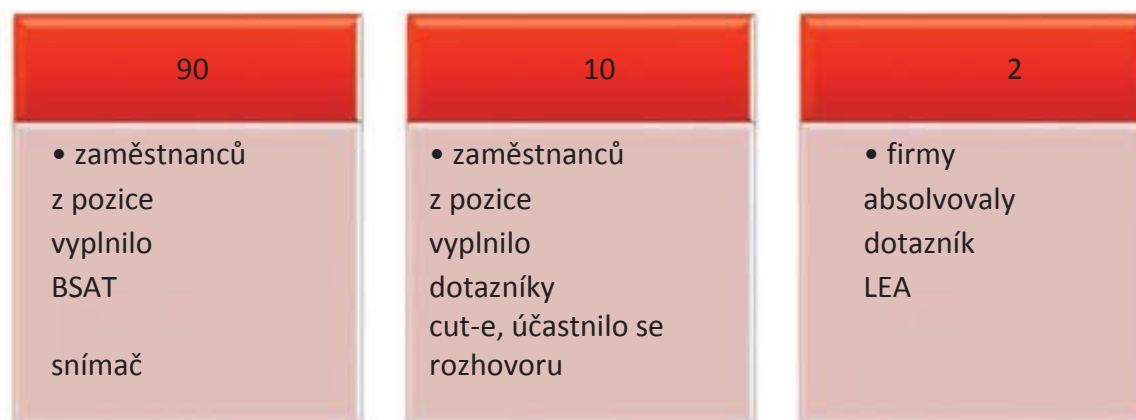 90
• zaměstnanců
z pozice
vyplnilo
BSAT
snímač
10
• zaměstnanců
z pozice
vyplnilo
dotazníky
cut-e, účastnilo se
rozhovoru
2
• firmy
absolvovaly
dotazník
LEA